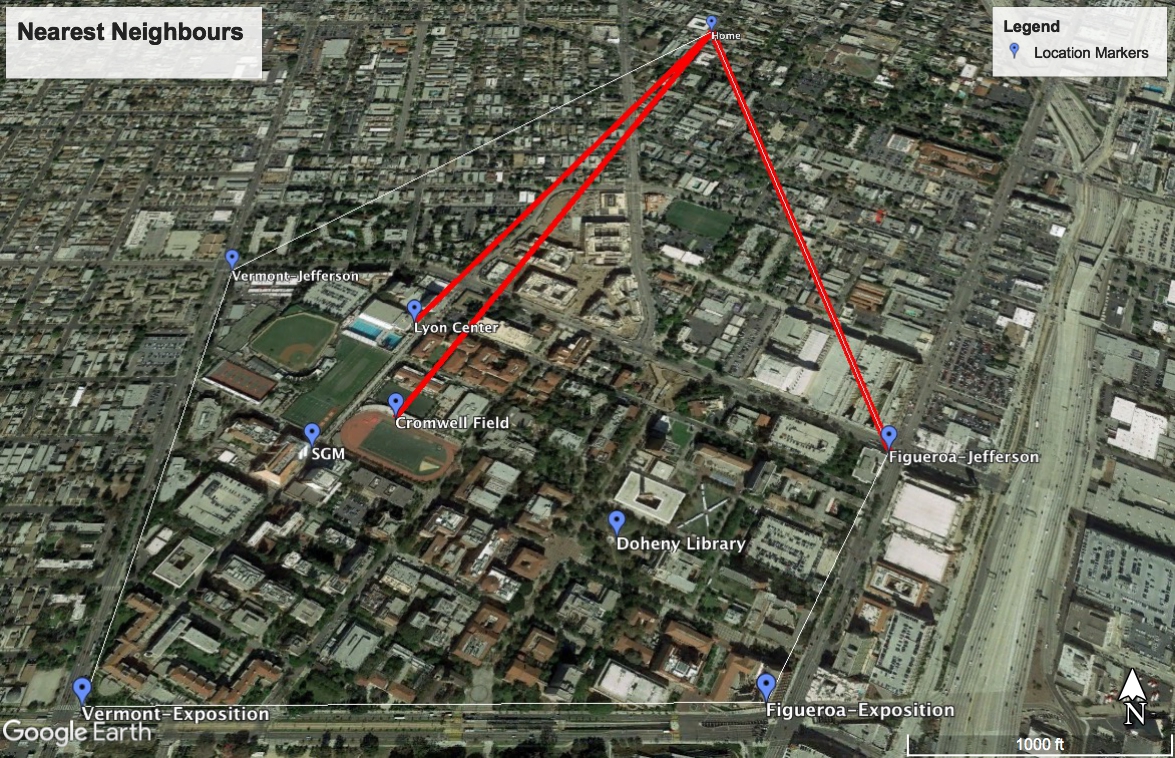 Nearest Neighbours
Legend
Location Markers
Home
Vermont-Jefferson
Lyon Center
Cromwell Field
SGM
Figueroa-Jefferson
Doheny Library
Vermont-Exposition
Figueroa-Exposition
Google Earth
N
1000 ft